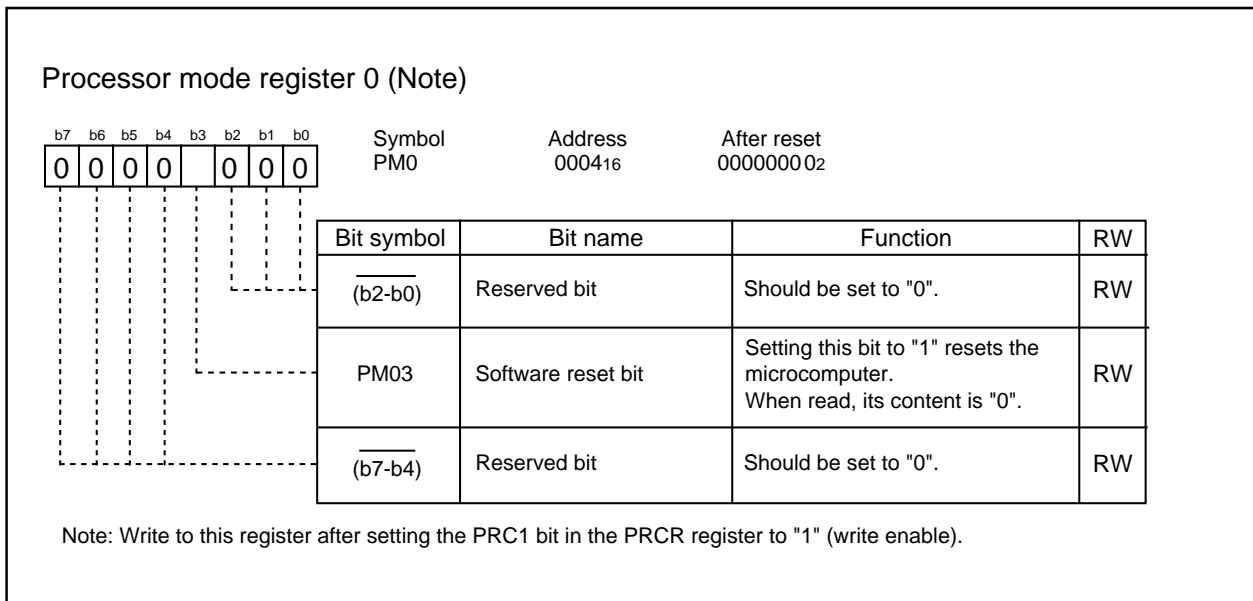 Processor mode register 0 (Note)
b7 b6 b5 b4 b3 b2 b1 b0
0 0 0 0 0 0 0
Symbol Address After reset
PM0 000416 000000002
Bit symbol Bit name Function RW
(b2-b0) Reserved bit Should be set to "0". RW
PM03 Software reset bit Setting this bit to "1" resets the
microcomputer.
When read, its content is "0". RW
(b7-b4) Reserved bit Should be set to "0". RW
Note: Write to this register after setting the PRC1 bit in the PRCR register to "1" (write enable).